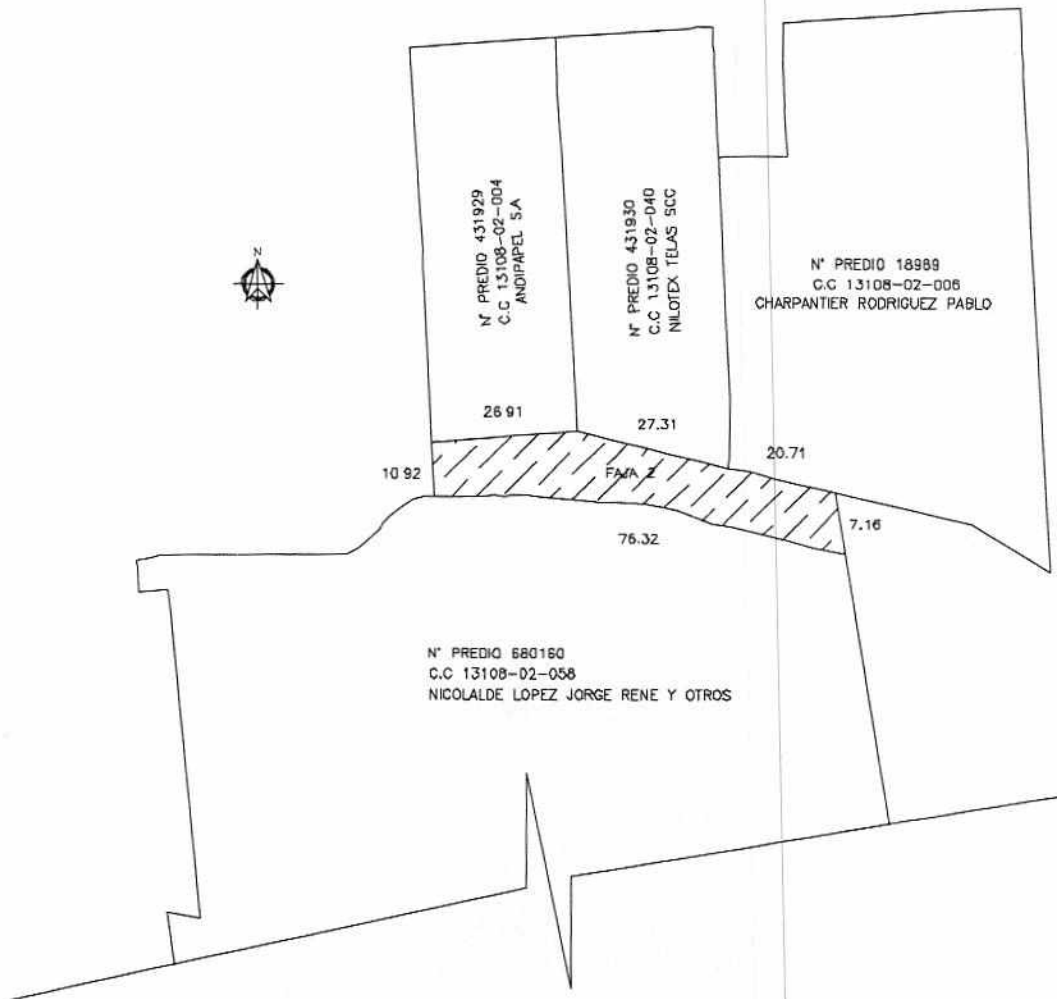 N
N° PREDIO 431929
C.C 13108-02-004
ANDIPAPEL S.A
N° PREDIO 431930
C.C 13108-02-040
NILOTEX TELAS SCC
N° PREDIO 18989
C.C 13108-02-006
CHARPANTIER RODRIGUEZ PABLO
26 91
27.31
20.71
10 92
FAJA 2
7.16
76.32
N° PREDIO 680160
C.C 13108-02-058
NICOLALDE LOPEZ JORGE RENE Y OTROS